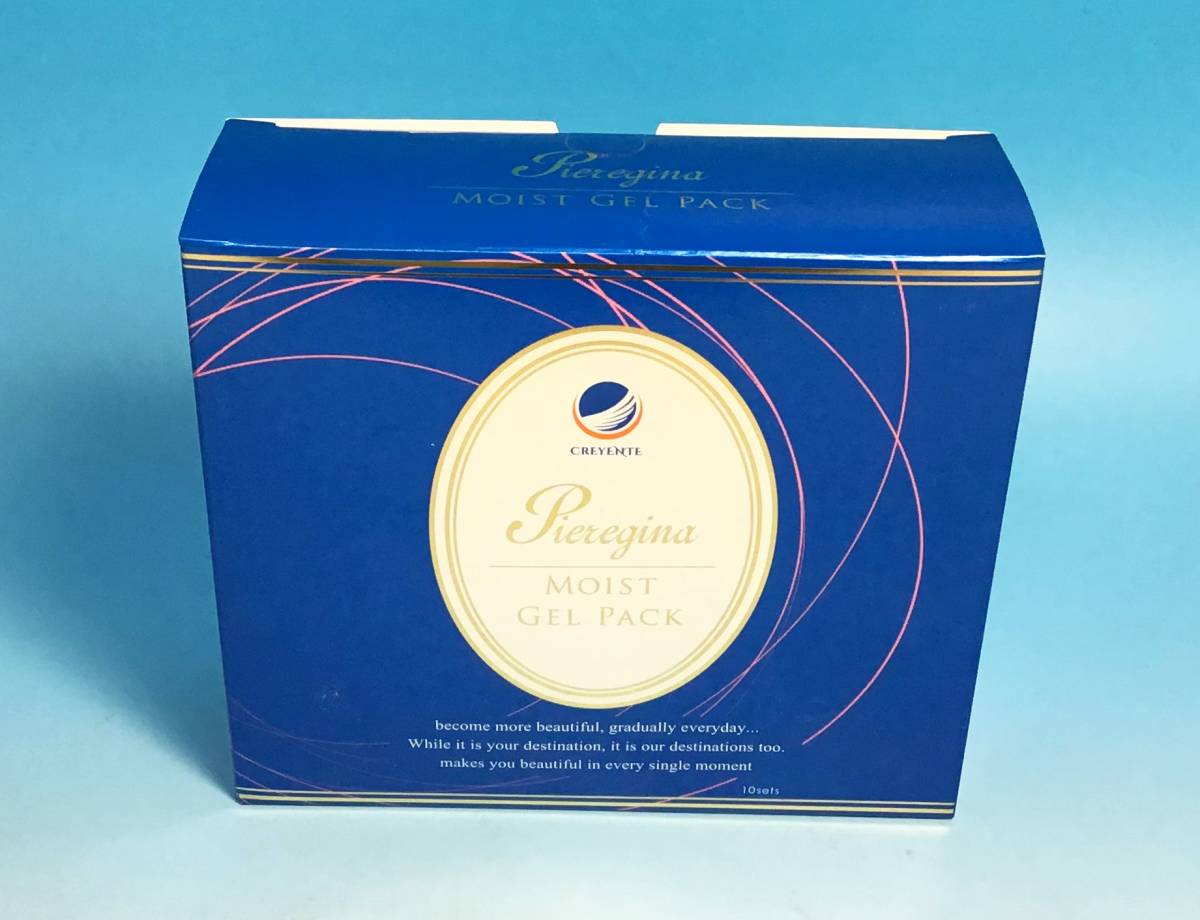 Pieregina
MOIST GEL PACK
CREYENTE
Pieregina
MOIST
GEL PACK
become more beautiful, gradually everyday...
While it is your destination, it is our destinations too.
makes you beautiful in every single moment
10sets